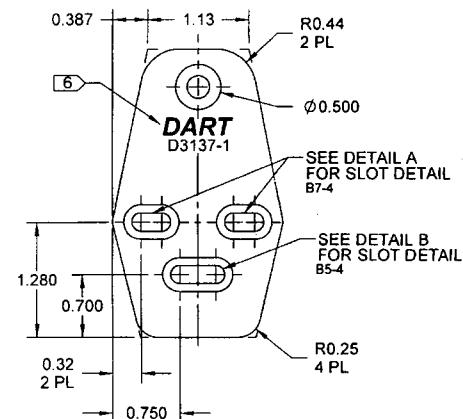 0.387
1.13
R0.44
2 PL
6
Ø0.500
DART
D3137-1
SEE DETAIL A
FOR SLOT DETAIL
B7-4
SEE DETAIL B
FOR SLOT DETAIL
B5-4
1.280
0.700
0.32
2 PL
R0.25
4 PL
0.750